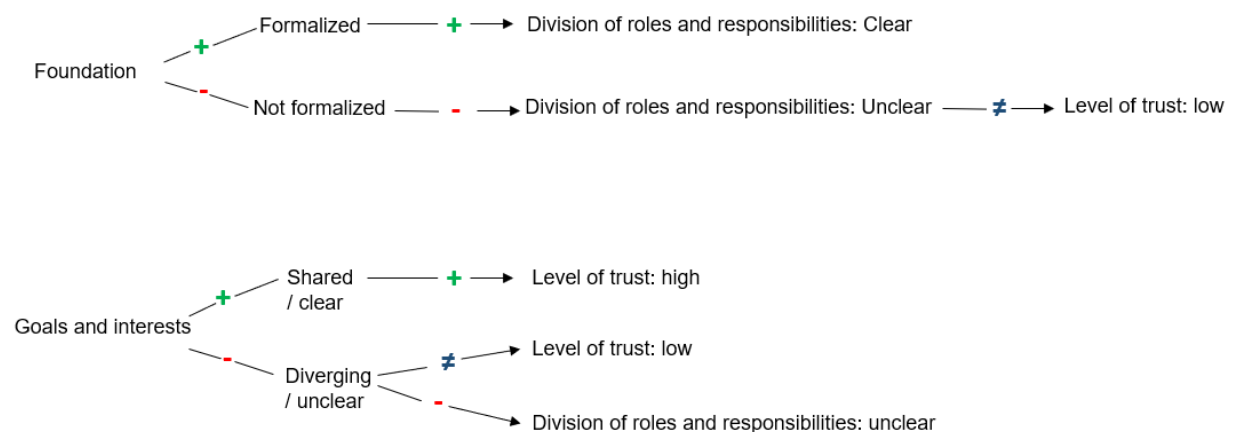 Formalized + Division of roles and responsibilities: Clear
+
Foundation
-
Not formalized - Division of roles and responsibilities: Unclear ≠ Level of trust: low
Shared
/ clear + Level of trust: high
+
Goals and interests
-
Diverging
/ unclear
≠ Level of trust: low
- Division of roles and responsibilities: unclear